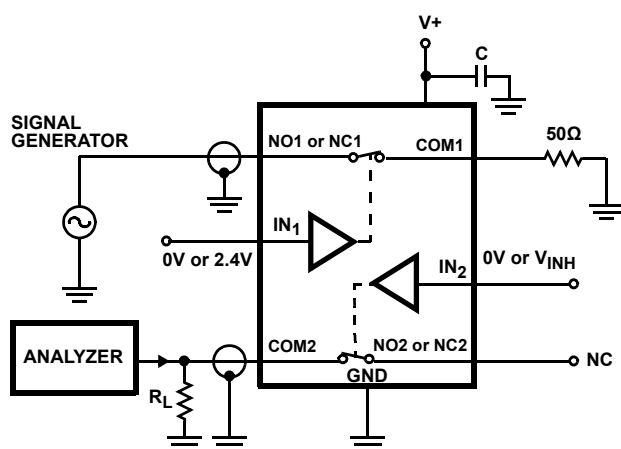 V+
C
SIGNAL
GENERATOR
NO1 or NC1
COM1
50Ω
IN1
0V or 2.4V
IN2
0V or VINH
ANALYZER
COM2
NO2 or NC2
NC
GND
RL